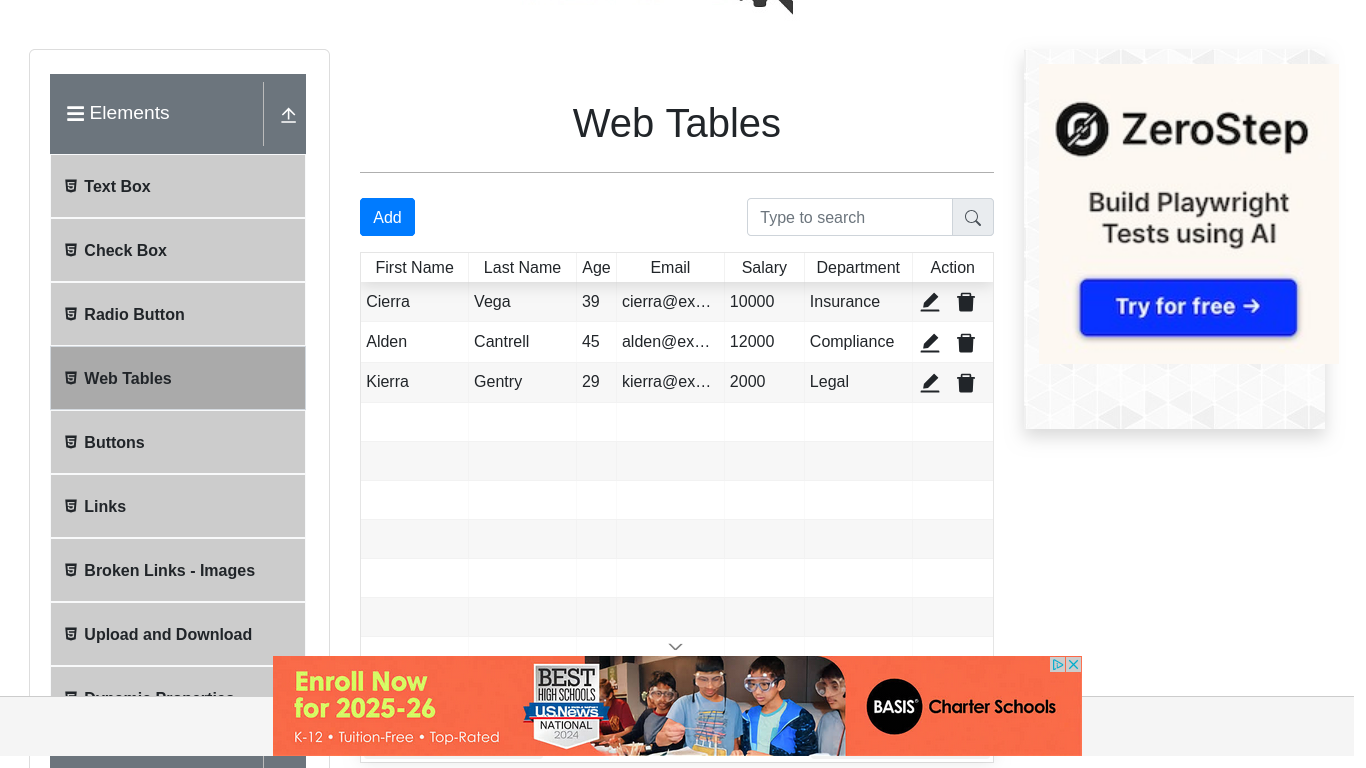 Elements
Text Box
Check Box
Radio Button
Web Tables
Buttons
Links
Broken Links - Images
Upload and Download
Dynamic Properties
Web Tables
Add
Type to search
First Name Last Name Age Email Salary Department Action
Cierra Vega 39 cierra@ex... 10000 Insurance
Alden Cantrell 45 alden@ex... 12000 Compliance
Kierra Gentry 29 kierra@ex... 2000 Legal
ZeroStep
Build Playwright
Tests using AI
Try for free →
Enroll Now
for 2025-26
K-12 • Tuition-Free • Top-Rated
BEST
HIGH SCHOOLS
U.S.News
NATIONAL
2024
BASIS® Charter Schools